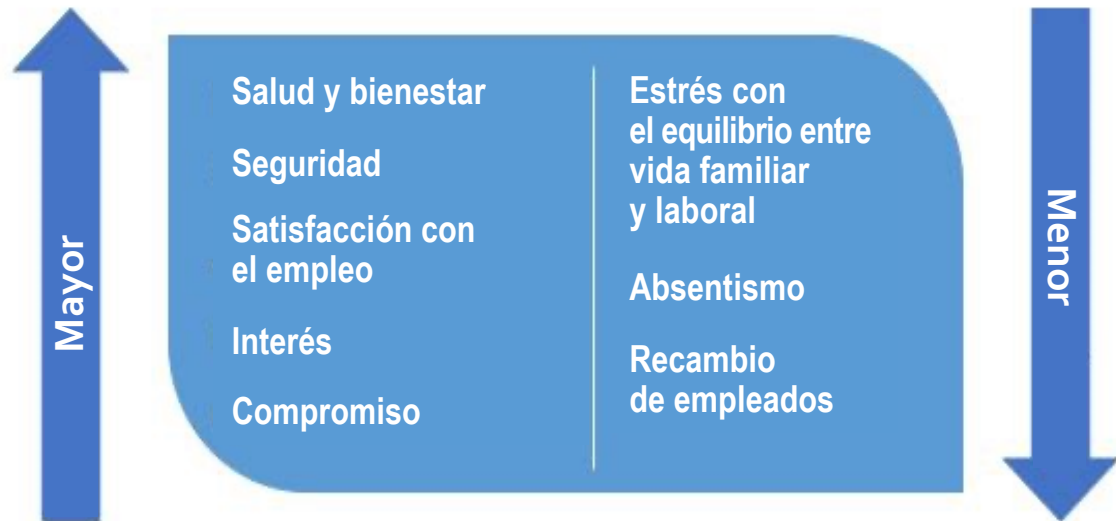 Mayor
Salud y bienestar
Seguridad
Satisfacción con
el empleo
Interés
Compromiso
Estrés con
el equilibrio entre
vida familiar
y laboral
Absentismo
Recambio
de empleados
Menor